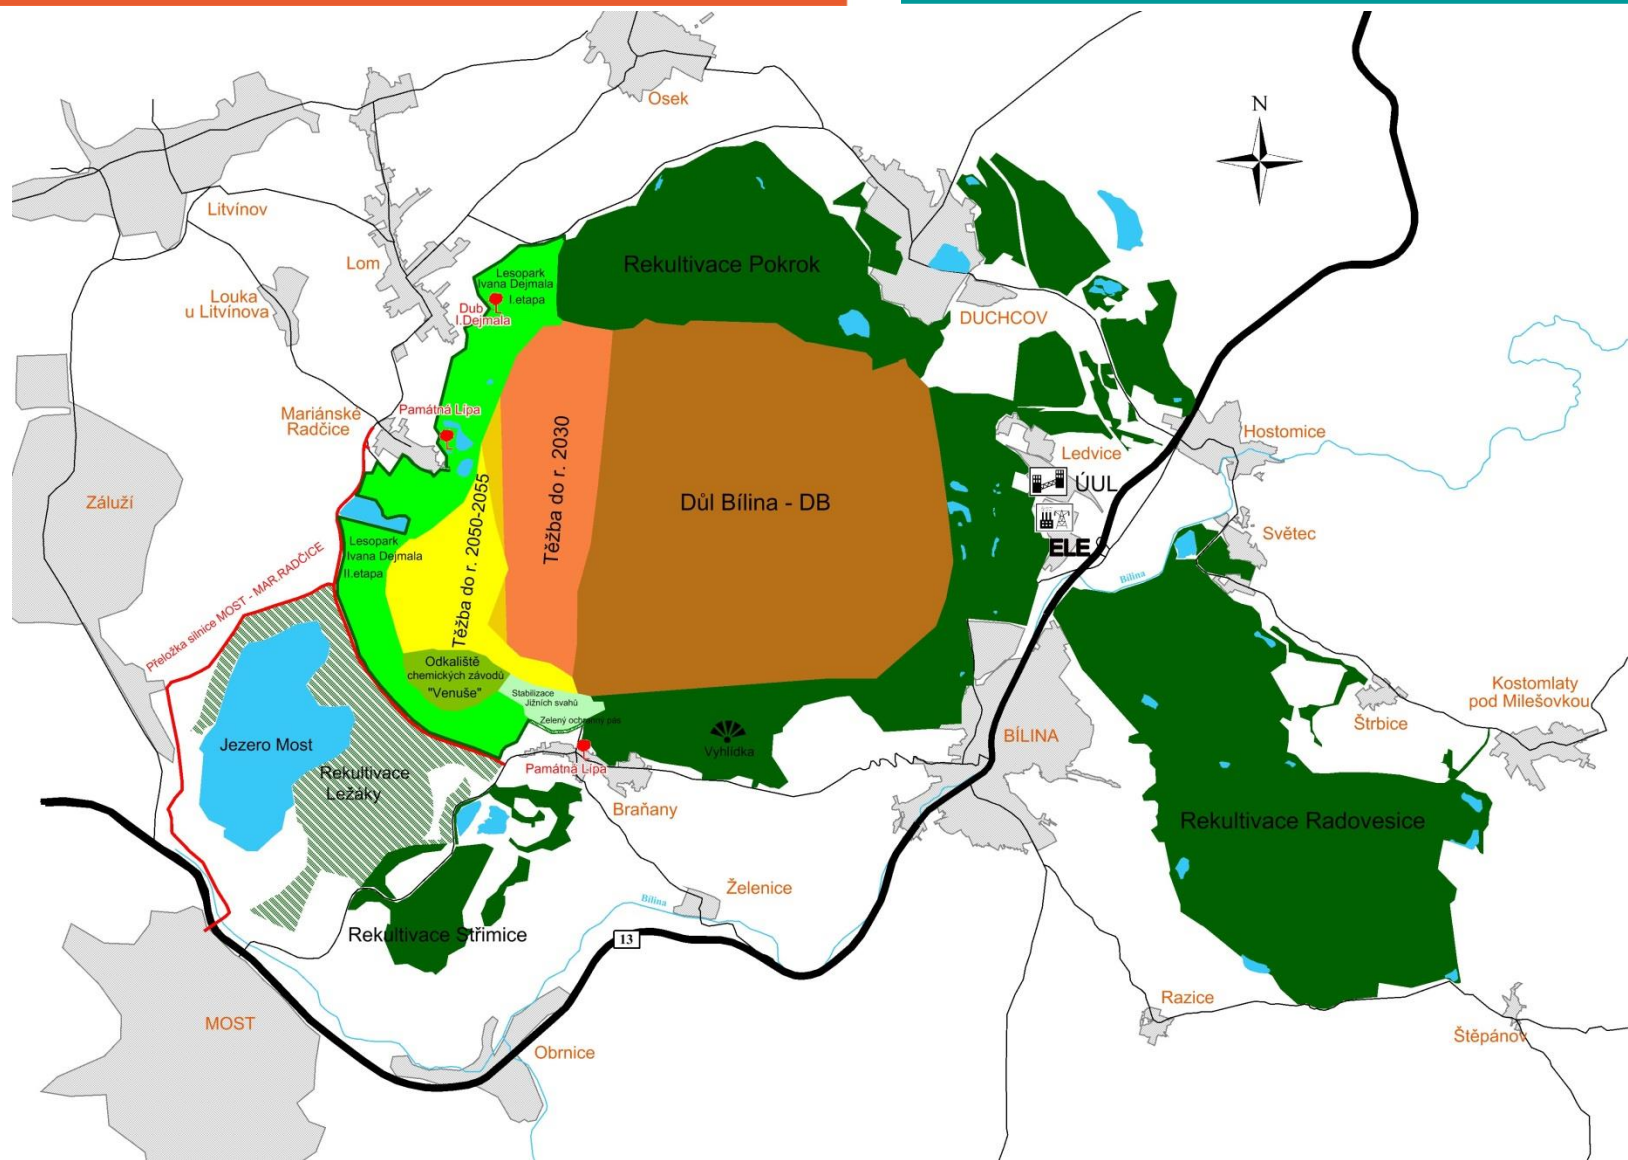 Osek
N
Litvínov
Lom
Louka
u Litvínova
Lesopark
Ivana Dejmala
I.etapa
Dub
I.Dejmala
Rekultivace Pokrok
DUCHCOV
Mariánské
Radčice
Památná Lípa
Hostomice
Ledvice
ÚUL
ELE
Záluží
Těžba do r. 2050-2055
Těžba do r. 2030
Důl Bílina - DB
Světec
Lesopark
Ivana Dejmala
II.etapa
Přeložka silnice MOST - MAR.RADČICE
Bílina
Odkaliště
chemických závodů
"Venuše"
Stabilizace
Jižních svahů
Zelený ochranný pás
Kostomlaty
pod Milešovkou
Štrbice
Jezero Most
Rekultivace
Ležáky
Vyhlídka
BÍLINA
Památná Lípa
Braňany
Rekultivace Radovesice
Želenice
Bílina
Rekultivace Střimice
13
MOST
Obrnice
Razice
Štěpánov